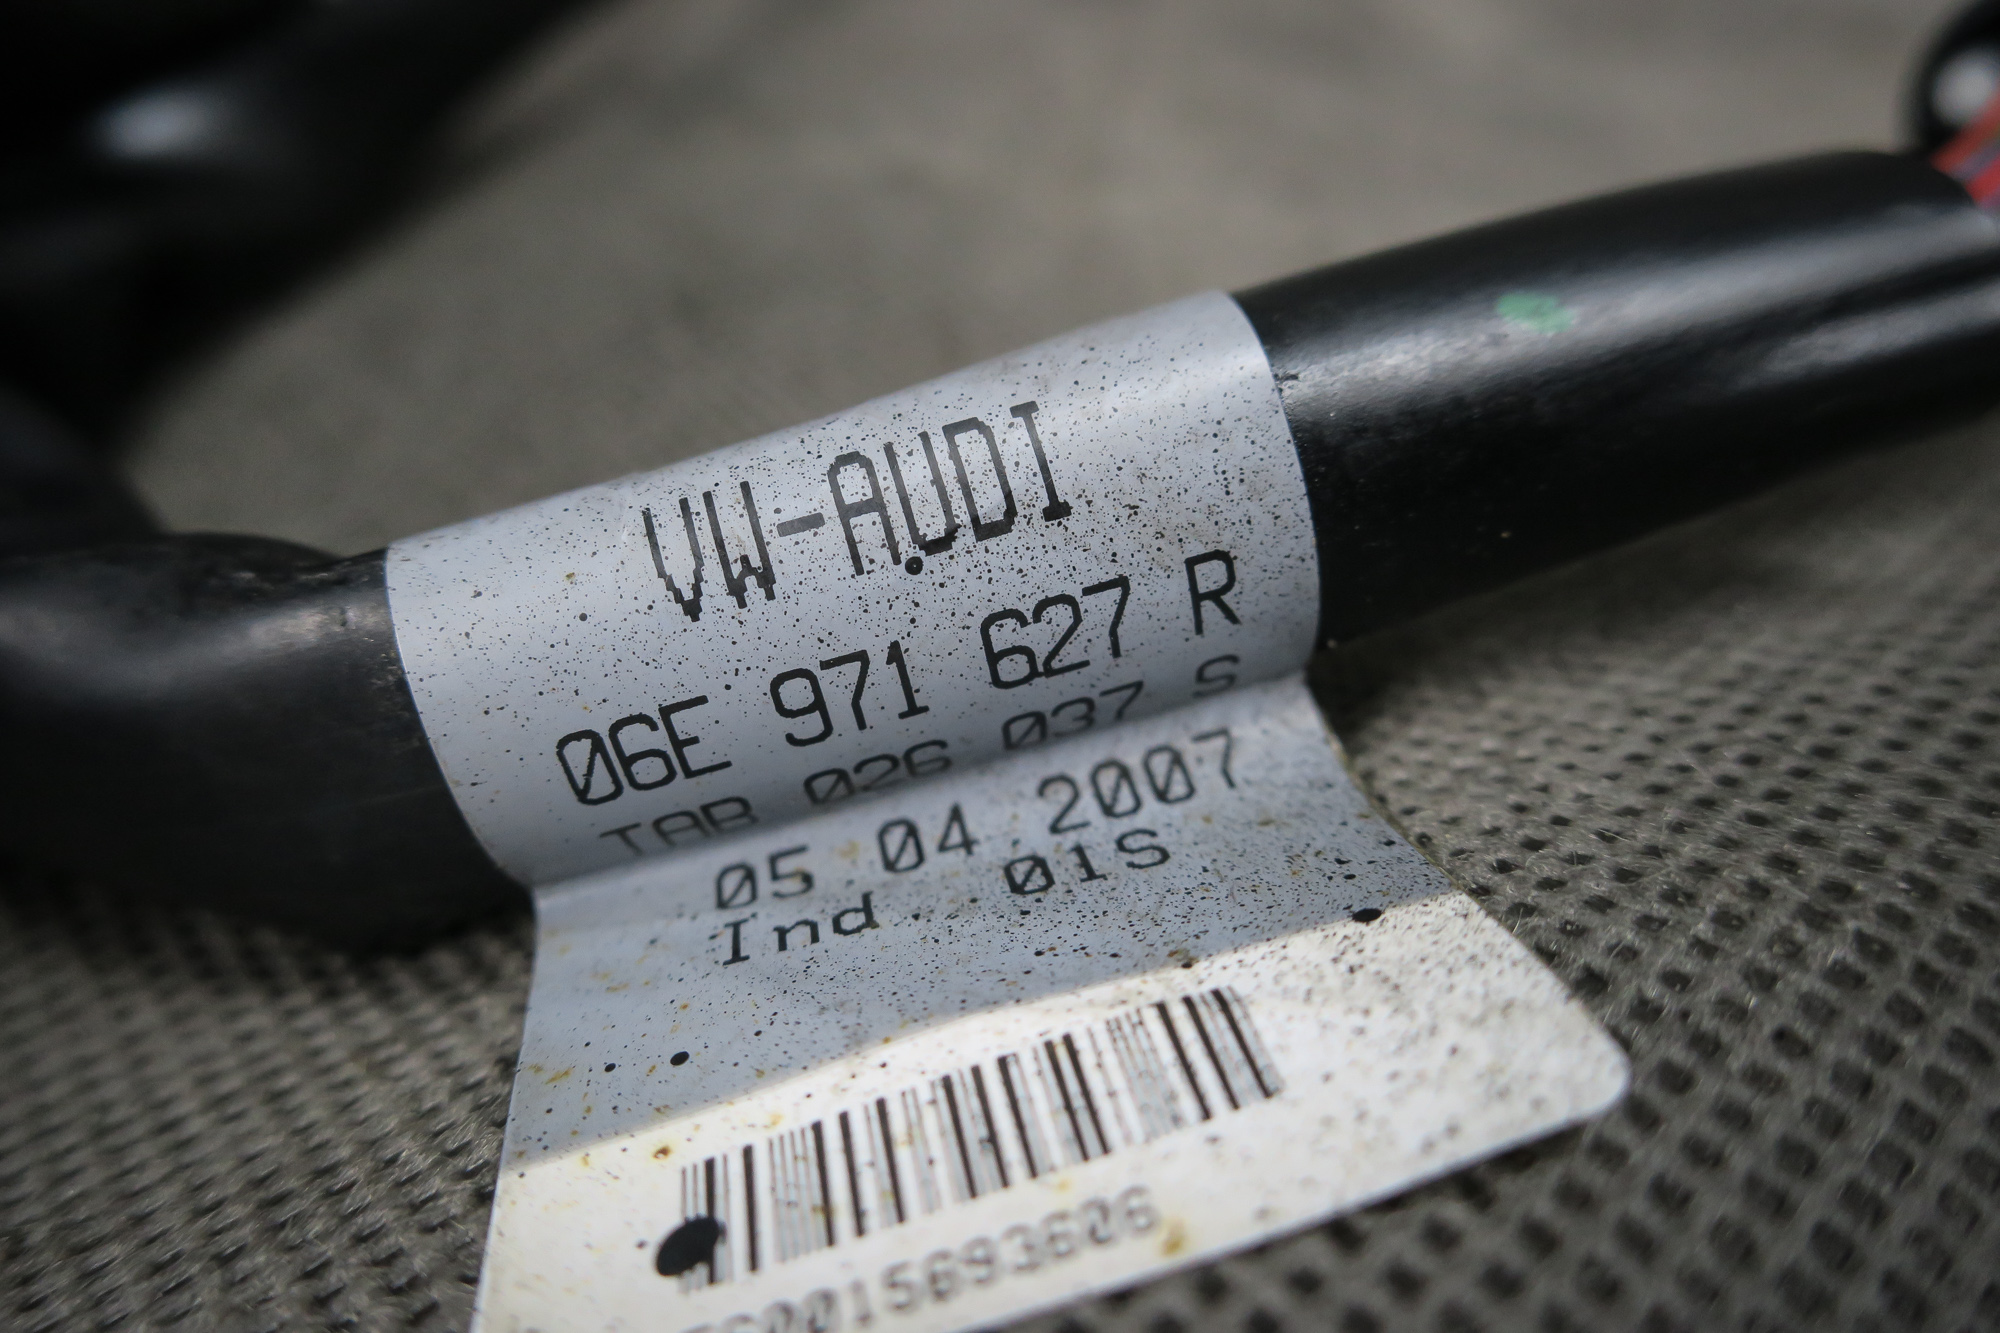 VW-AUDI
06E 971 627 R
TAB 026 037 S
05.04.2007
Ind. 01S